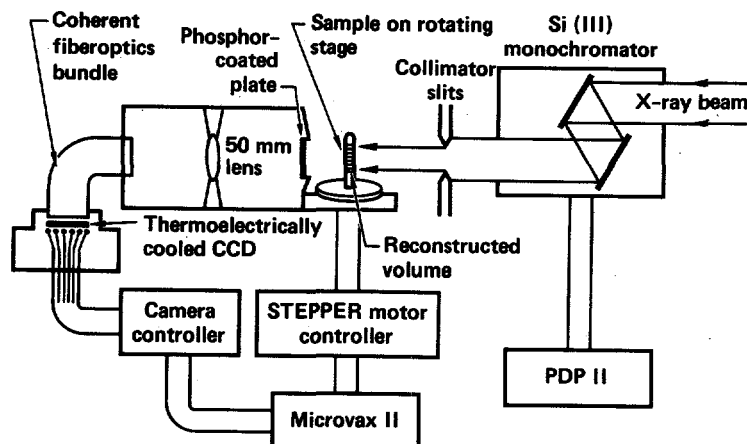 Coherent
fiberoptics
bundle
Phosphor-
coated
plate
Sample on rotating
stage
Collimator
slits
Si (III)
monochromator
X-ray beam
50 mm
lens
Thermoelectrically
cooled CCD
Reconstructed
volume
Camera
controller
STEPPER motor
controller
PDP II
Microvax II